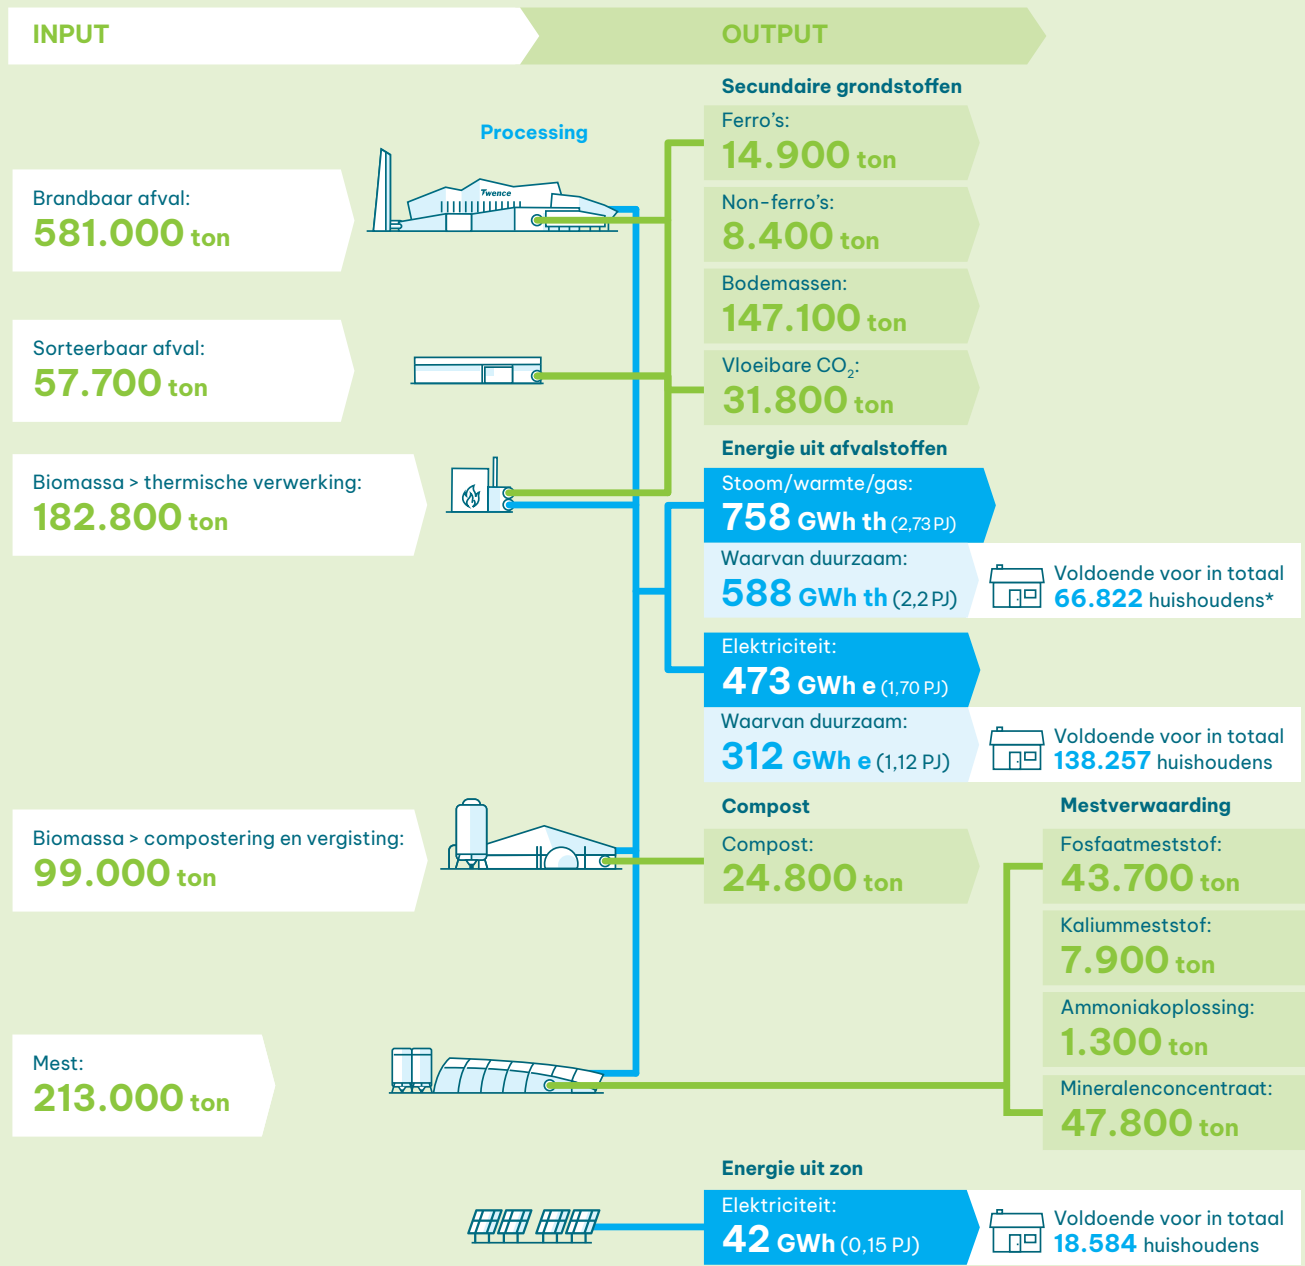 INPUT
OUTPUT
Processing
Twence
Brandbaar afval:
581.000 ton
Sorteerbaar afval:
57.700 ton
Biomassa > thermische verwerking:
182.800 ton
Biomassa > compostering en vergisting:
99.000 ton
Mest:
213.000 ton
Secundaire grondstoffen
Ferro's:
14.900 ton
Non-ferro's:
8.400 ton
Bodemassen:
147.100 ton
Vloeibare CO₂:
31.800 ton
Energie uit afvalstoffen
Stoom/warmte/gas:
758 GWh th (2,73 PJ)
Waarvan duurzaam:
588 GWh th (2,2 PJ)
Voldoende voor in totaal
66.822 huishoudens*
Elektriciteit:
473 GWh e (1,70 PJ)
Waarvan duurzaam:
312 GWh e (1,12 PJ)
Voldoende voor in totaal
138.257 huishoudens
Compost
Compost:
24.800 ton
Mestverwaarding
Fosfaatmeststof:
43.700 ton
Kaliummeststof:
7.900 ton
Ammoniakoplossing:
1.300 ton
Mineralenconcentraat:
47.800 ton
Energie uit zon
Elektriciteit:
42 GWh (0,15 PJ)
Voldoende voor in totaal
18.584 huishoudens